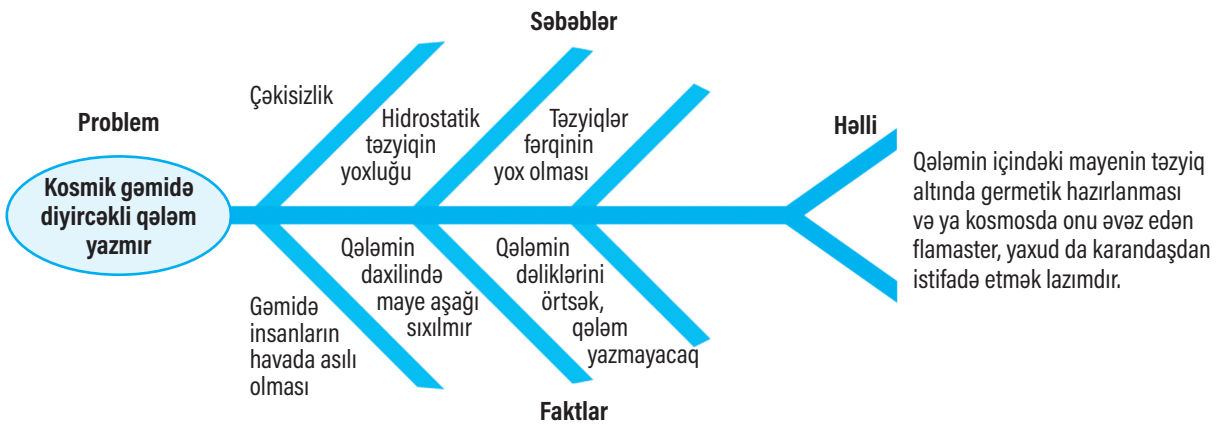 Səbəblər
Problem
Kosmik gəmidə
diyircəkli qələm
yazmır
Çəkisizlik
Hidrostatik
təzyiqin
yoxluğu
Təzyiqlər
fərqinin
yox olması
Gəmidə
insanların
havada asılı
olması
Qələmin
daxilində
maye aşağı
sıxılmır
Qələmin
dəliklərini
örtsək,
qələm
yazmayacaq
Faktlar
Həlli
Qələmin içindəki mayenin təzyiq
altında germetik hazırlanması
və ya kosmosda onu əvəz edən
flamaster, yaxud da karandaşdan
istifadə etmək lazımdır.